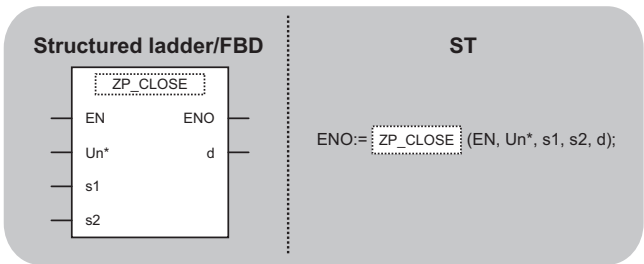 Structured ladder/FBD
ZP_CLOSE
EN ENO
Un* d
s1
s2
ST
ENO:= ZP_CLOSE (EN, Un*, s1, s2, d);